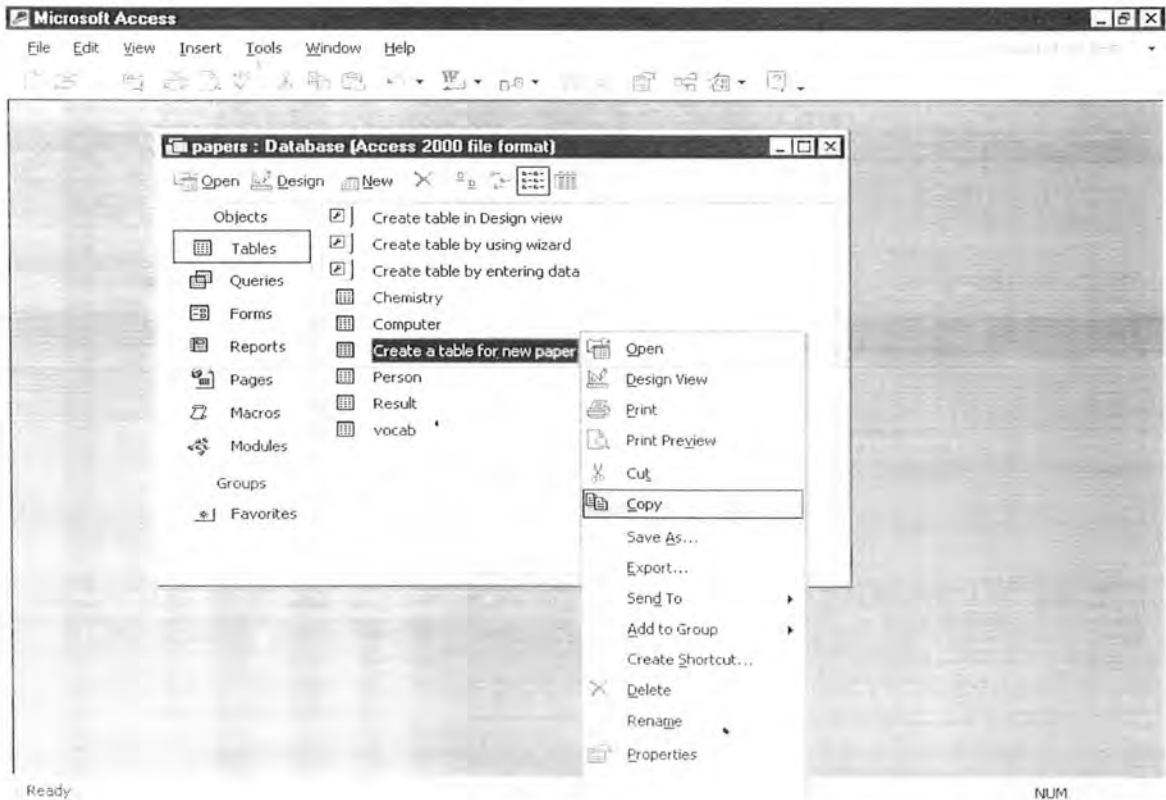 Microsoft Access
File Edit View Insert Tools Window Help
papers : Database (Access 2000 file format)
Open Design New
Objects
Tables
Queries
Forms
Reports
Pages
Macros
Modules
Groups
Favorites
Create table in Design view
Create table by using wizard
Create table by entering data
Chemistry
Computer
Create a table for new paper
Person
Result
vocab
Open
Design View
Print
Print Preview
Cut
Copy
Save As...
Export...
Send To
Add to Group
Create Shortcut...
Delete
Rename
Properties
Ready NUM